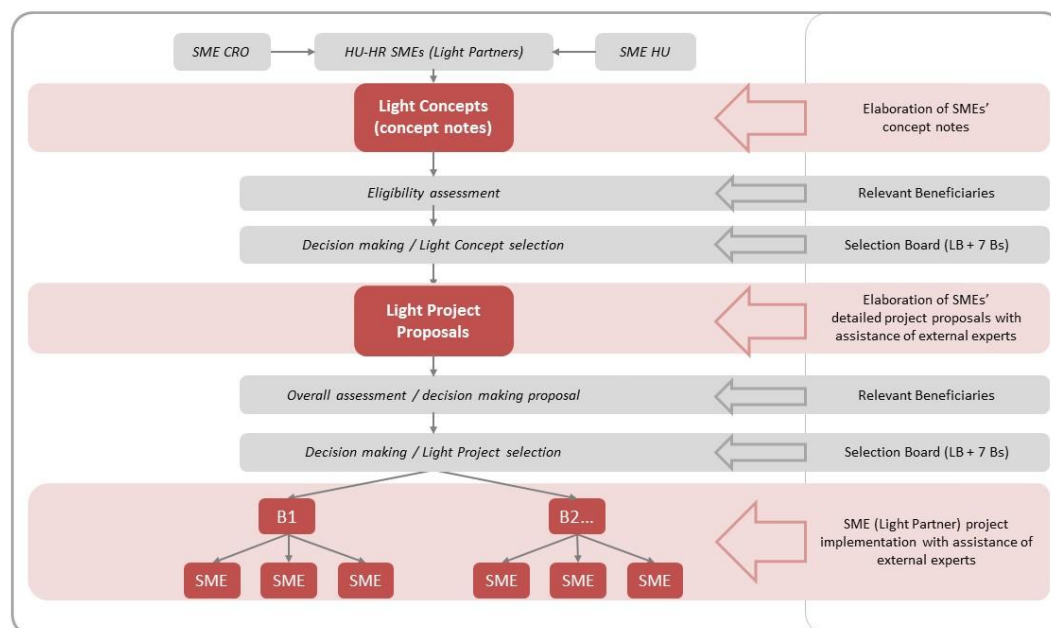 SME CRO
HU-HR SMEs (Light Partners)
SME HU
Light Concepts
(concept notes)
Elaboration of SMEs'
concept notes
Eligibility assessment
Relevant Beneficiaries
Decision making / Light Concept selection
Selection Board (LB + 7 Bs)
Light Project
Proposals
Elaboration of SMEs'
detailed project proposals with
assistance of external experts
Overall assessment / decision making proposal
Relevant Beneficiaries
Decision making / Light Project selection
Selection Board (LB + 7 Bs)
B1
B2...
SME (Light Partner) project
implementation with assistance of
external experts
SME
SME
SME
SME
SME
SME